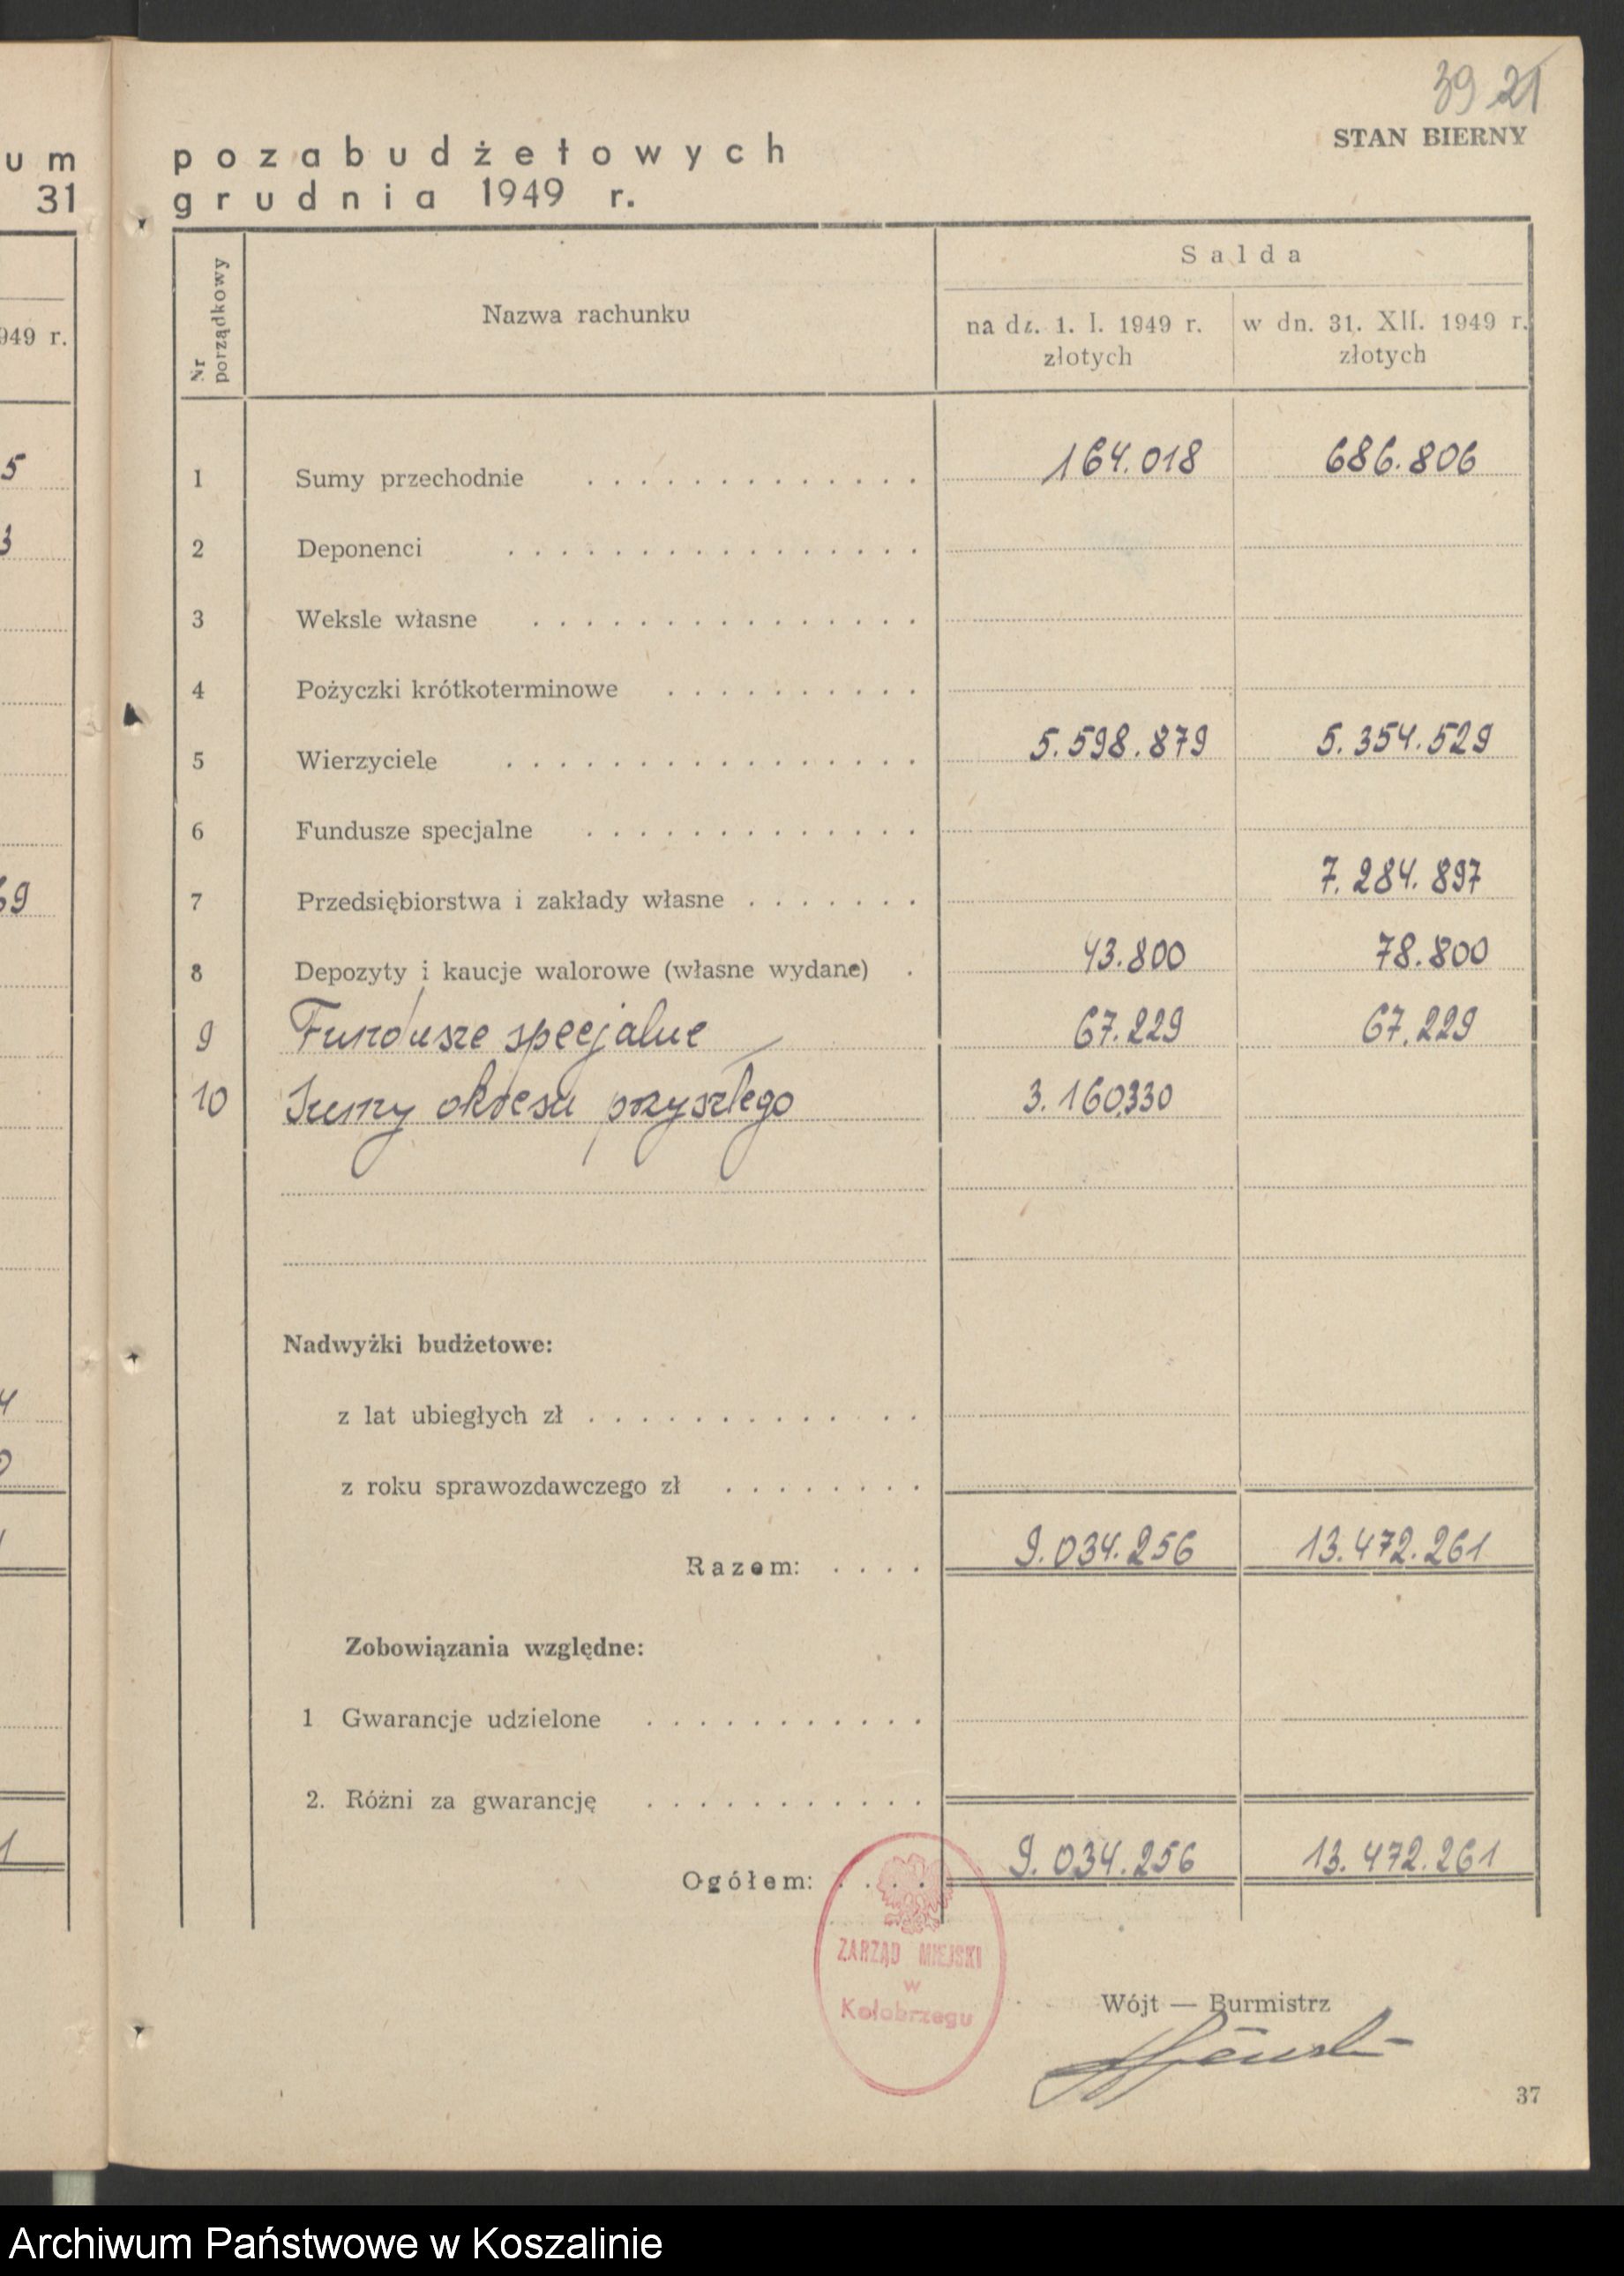 39 21
STAN BIERNY
um pozabudżetowych
31 grudnia 1949 r.
949 r.
Nr porządkowy
Nazwa rachunku
Salda
na dz. 1. I. 1949 r. złotych
w dn. 31. XII. 1949 r. złotych
1 Sumy przechodnie . . . . . . . . . . . . . 164.018 686.806
2 Deponenci . . . . . . . . . . . . . . . .
3 Weksle własne . . . . . . . . . . . . . . .
4 Pożyczki krótkoterminowe . . . . . . . . . .
5 Wierzyciele . . . . . . . . . . . . . . . . 5.598.879 5.354.529
6 Fundusze specjalne . . . . . . . . . . . . .
7 Przedsiębiorstwa i zakłady własne . . . . . . . 7.284.897
8 Depozyty i kaucje walorowe (własne wydane) . 43.800 78.800
9 Fundusze specjalne 67.229 67.229
10 Sumy okresu przyszłego 3.160.330
Nadwyżki budżetowe:
z lat ubiegłych zł . . . . . . . . . . . . .
z roku sprawozdawczego zł . . . . . . . .
Razem: . . . . 9.034.256 13.472.261
Zobowiązania względne:
1 Gwarancje udzielone . . . . . . . . . . .
2. Różni za gwarancję . . . . . . . . . . .
Ogółem: . . . . 9.034.256 13.472.261
ZARZĄD MIEJSKI
w
Kołobrzegu
Wójt — Burmistrz
37
Archiwum Państwowe w Koszalinie